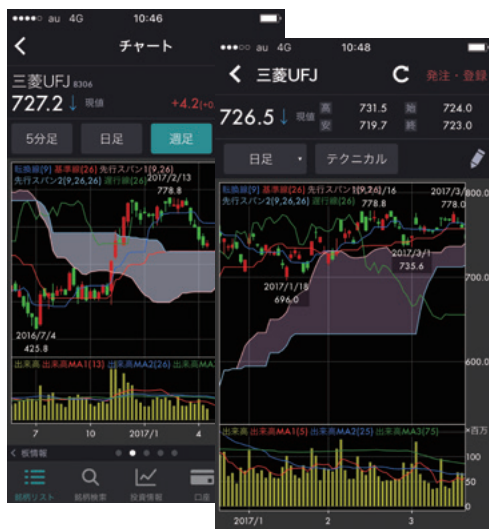 au 4G 10:46
チャート
三菱UFJ 8306
727.2↓ 現値 +4.2
5分足 日足 週足
転換線[9] 基準線[26] 先行スパン1(9,26)
先行スパン2(9,26,26) 遅行線[26]
2017/2/13
778.8
2016/7/4
425.8
出来高 出来高MA1(13) 出来高MA2(26) 出来高MA
7 10 2017/1 4
板情報
銘柄リスト 銘柄検索 投資情報 口座
au 4G 10:48
三菱UFJ C 発注・登録
726.5↓ 現値 高 731.5 始 724.0
安 719.7 終 723.0
日足 テクニカル
転換線[9] 基準線[26] 先行スパン1(9,26)
先行スパン2(9,26,26) 遅行線[26]
/16
778.8
2017/3/
778.0
800.0
2017/3/1
735.6
2017/1/18
696.0
700.0
600.0
出来高 出来高MA1[5] 出来高MA2(25) 出来高MA3(75)
×百万
100
50
0
2017/1 2 3